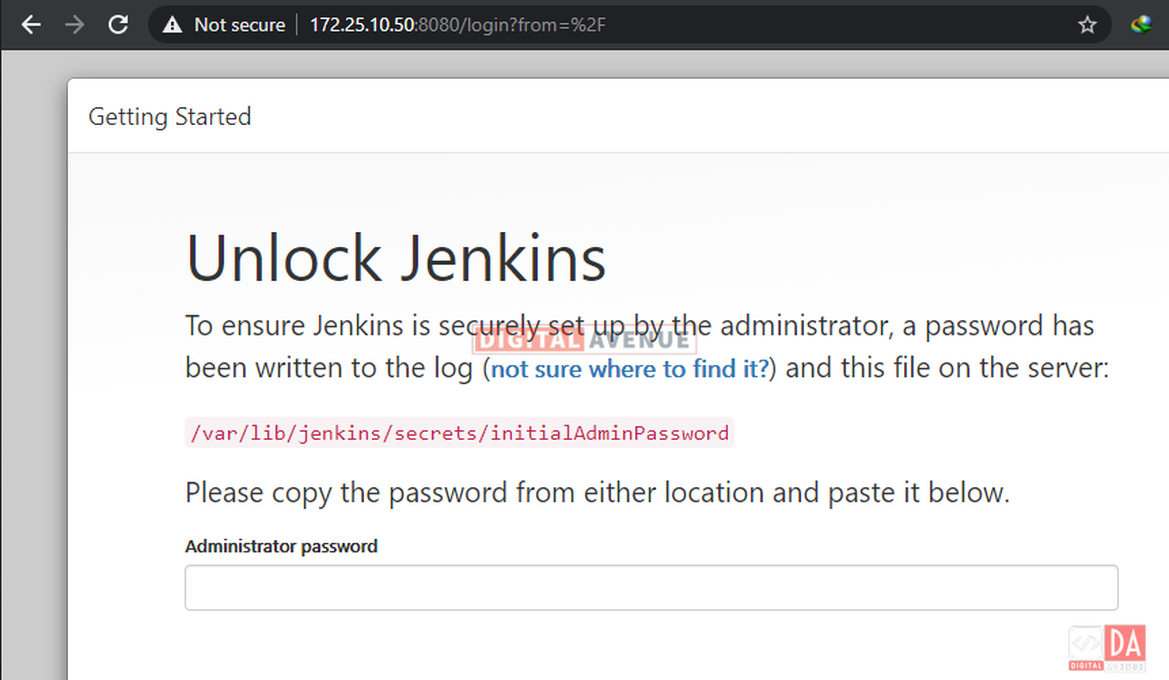 Not secure | 172.25.10.50:8080/login?from=%2F
Getting Started
Unlock Jenkins
To ensure Jenkins is securely set up by the administrator, a password has
been written to the log (not sure where to find it?) and this file on the server:
DIGITAL AVENUE
/var/lib/jenkins/secrets/initialAdminPassword
Please copy the password from either location and paste it below.
Administrator password
</> DA
DIGITAL AVENUE